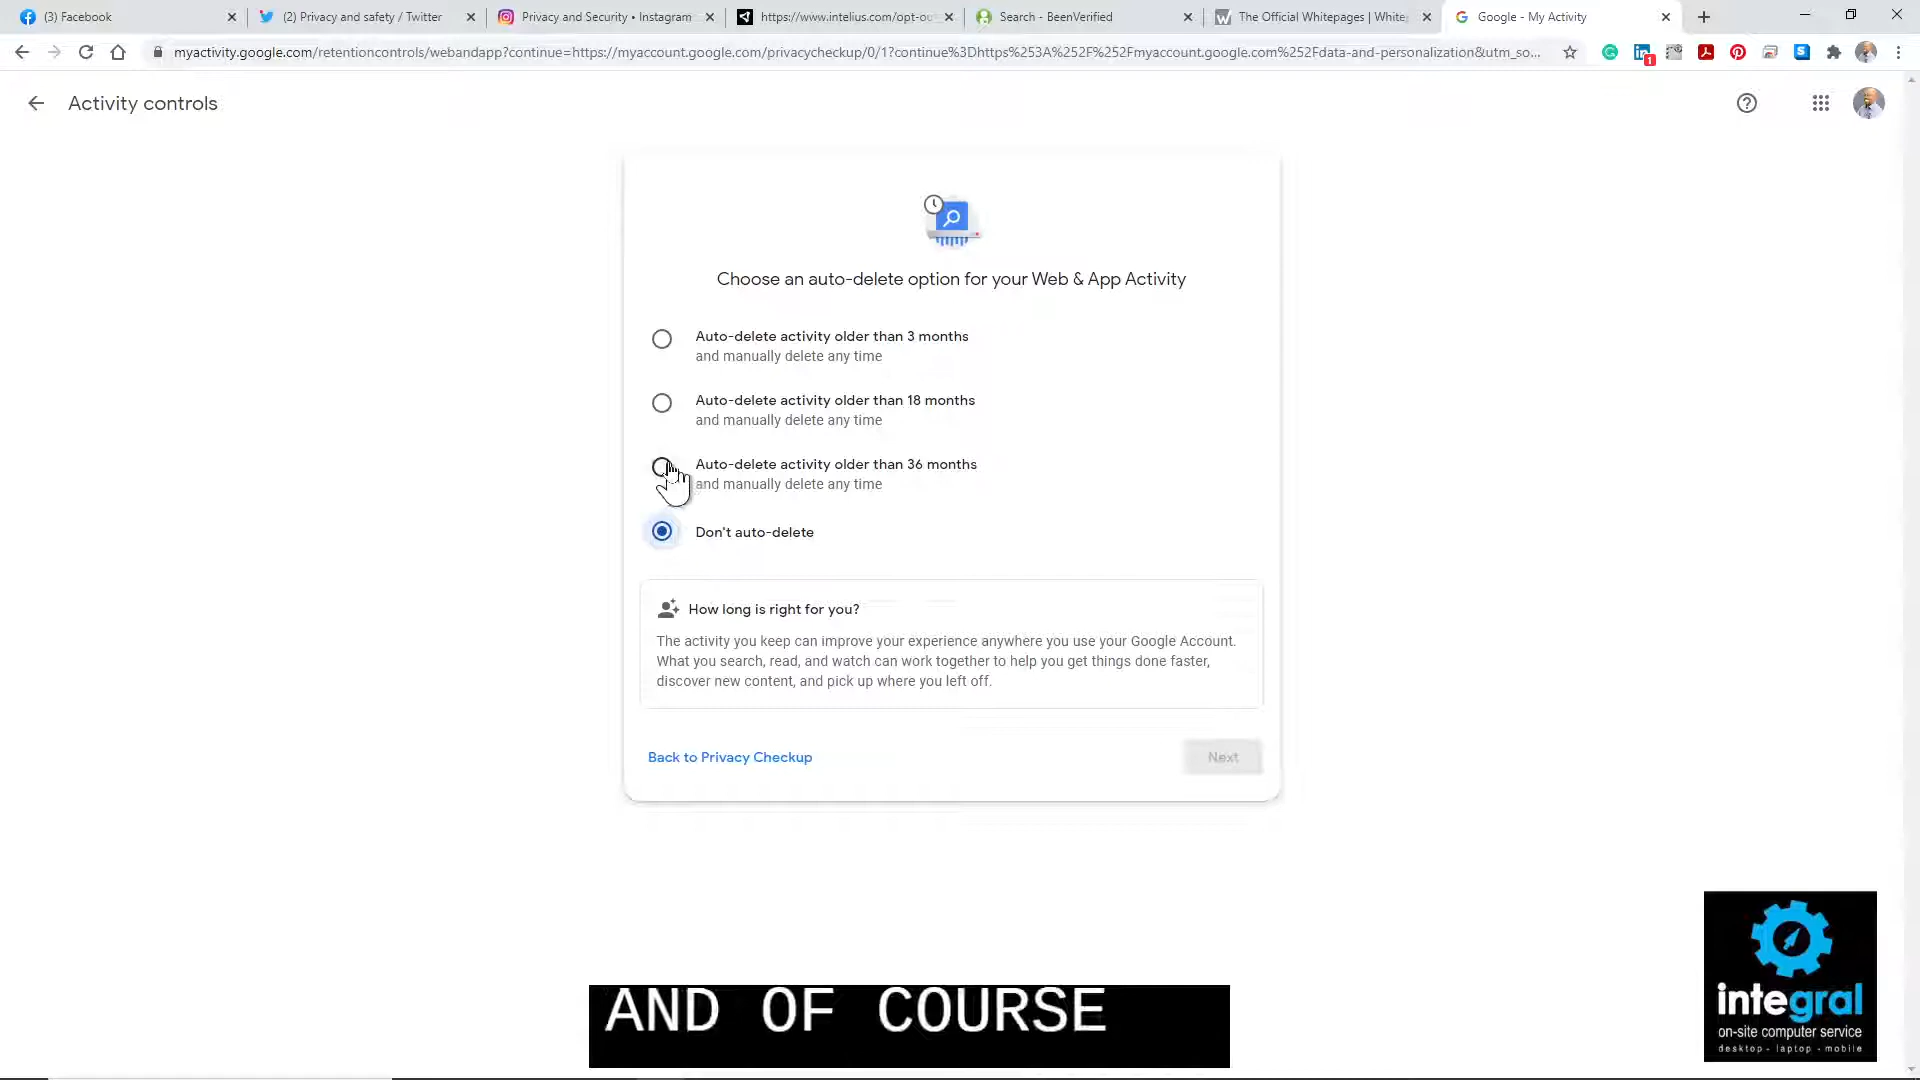 (3) Facebook
(2) Privacy and safety / Twitter
Privacy and Security • Instagram
https://www.intelius.com/opt-ou
Search - BeenVerified
The Official Whitepages | White
Google - My Activity
myactivity.google.com/retentioncontrols/webandapp?continue=https://myaccount.google.com/privacycheckup/0/1?continue%3Dhttps%253A%252F%252Fmyaccount.google.com%252Fdata-and-personalization&utm_so...
1
Activity controls
Choose an auto-delete option for your Web & App Activity
Auto-delete activity older than 3 months
and manually delete any time
Auto-delete activity older than 18 months
and manually delete any time
Auto-delete activity older than 36 months
and manually delete any time
Don't auto-delete
How long is right for you?
The activity you keep can improve your experience anywhere you use your Google Account.
What you search, read, and watch can work together to help you get things done faster,
discover new content, and pick up where you left off.
Back to Privacy Checkup
Next
AND OF COURSE
integral
on-site computer service
desktop - laptop - mobile